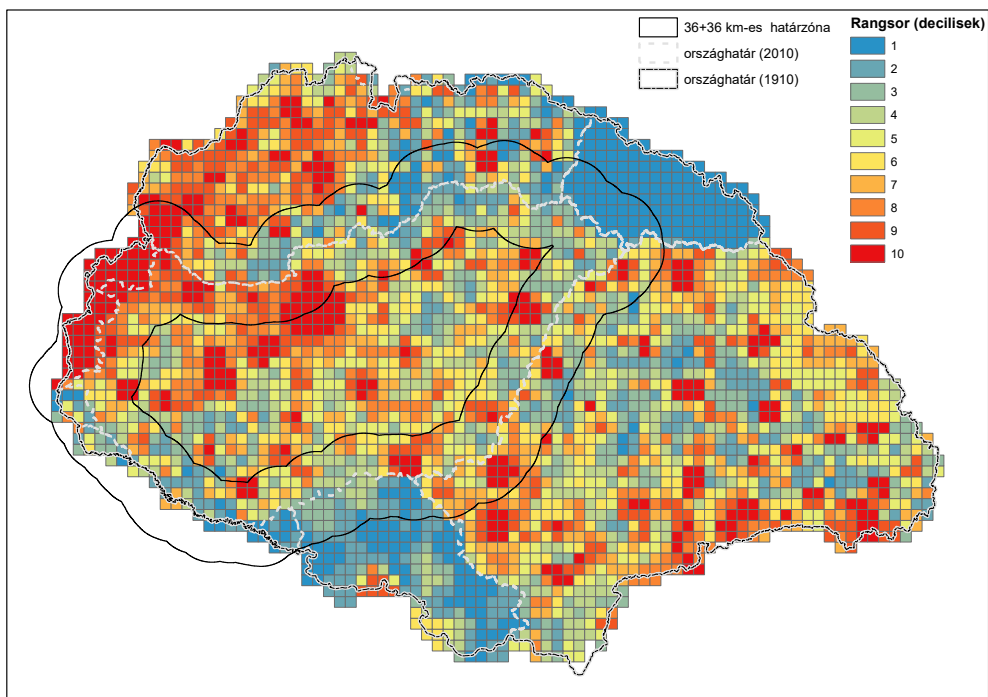 36+36 km-es határzóna
országhatár (2010)
országhatár (1910)
Rangsor (decilisek)
1
2
3
4
5
6
7
8
9
10